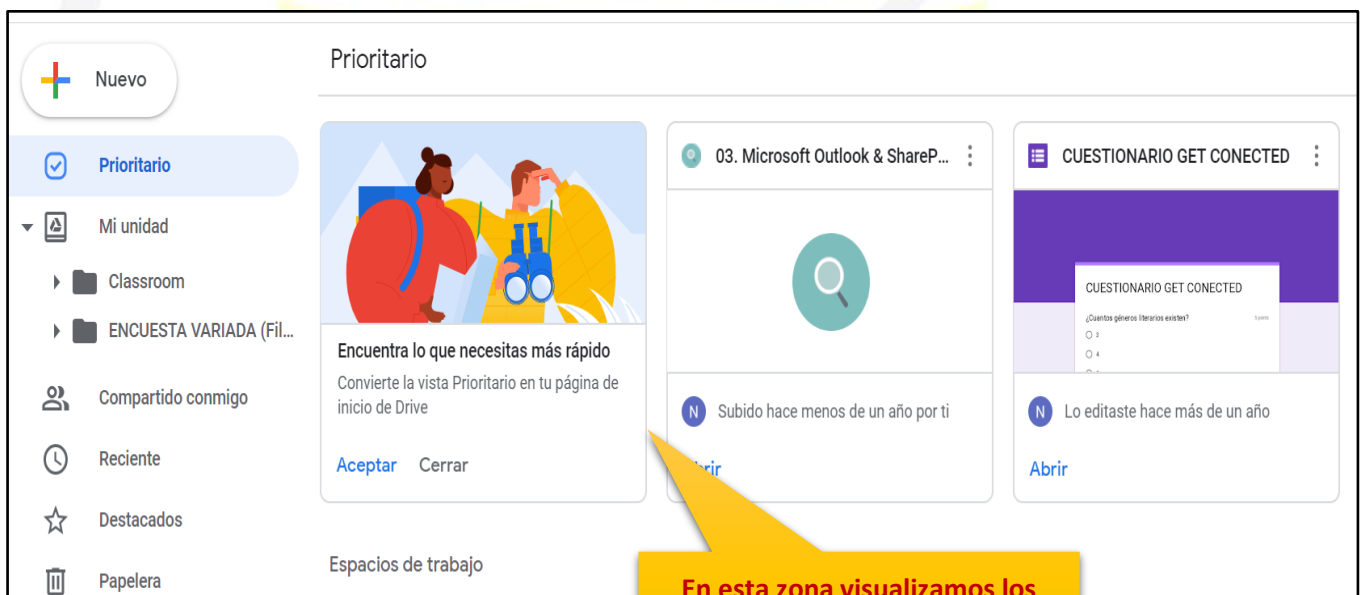 Nuevo
Prioritario
Mi unidad
Classroom
ENCUESTA VARIADA (Fil...
Compartido conmigo
Reciente
Destacados
Papelera
Prioritario
Encuentra lo que necesitas más rápido
Convierte la vista Prioritario en tu página de
inicio de Drive
Aceptar Cerrar
03. Microsoft Outlook & ShareP...
N Subido hace menos de un año por ti
CUESTIONARIO GET CONECTED
CUESTIONARIO GET CONECTED
¿Cuantos géneros literarios existen?
3
4
N Lo editaste hace más de un año
Abrir
Espacios de trabajo
En esta zona visualizamos los